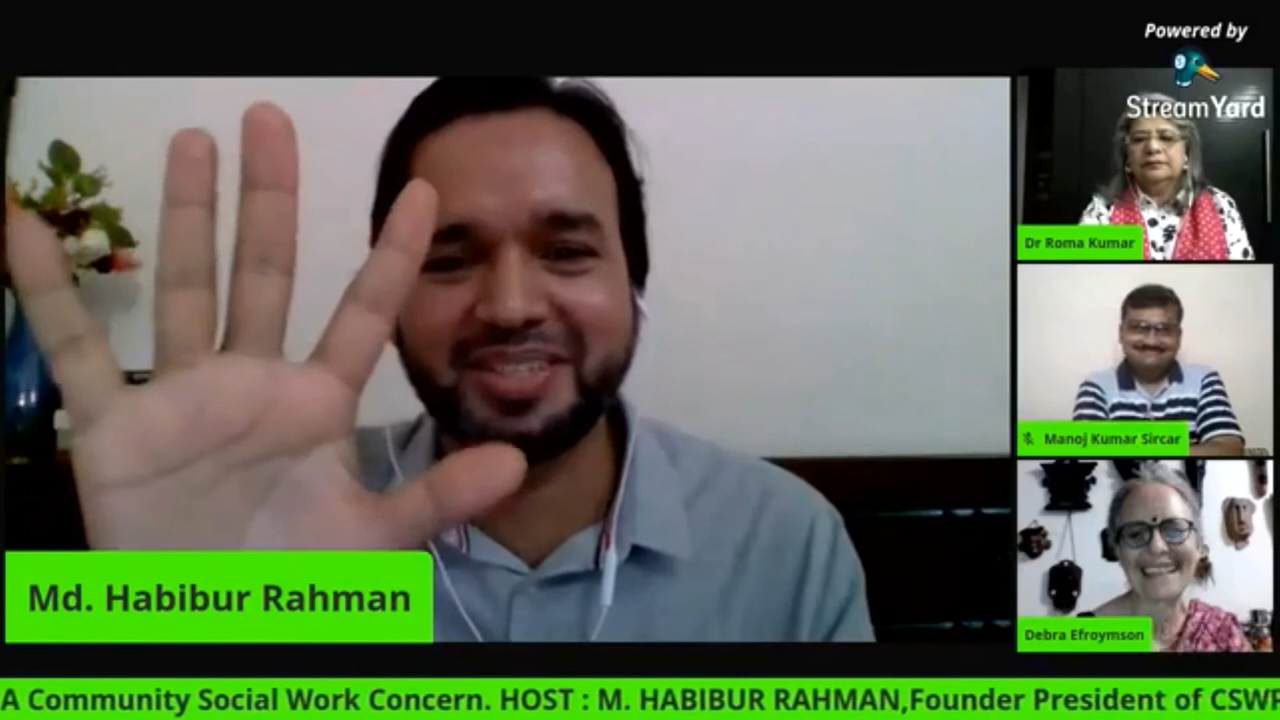 Powered by
StreamYard
Dr Roma Kumar
Manoj Kumar Sircar
Debra Efroymson
Md. Habibur Rahman
A Community Social Work Concern. HOST : M. HABIBUR RAHMAN,Founder President of